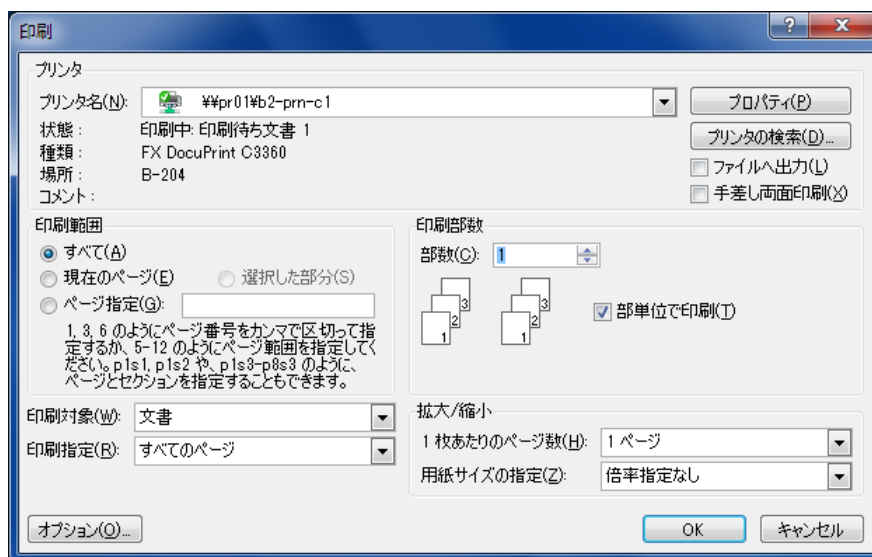 印刷
プリンタ
プリンタ名(N): ¥¥pr01¥b2-prn-c1 プロパティ(P)
状態: 印刷中: 印刷待ち文書 1 プリンタの検索(D)...
種類: FX DocuPrint C3360 ファイルへ出力(L)
場所: B-204
コメント: 手差し両面印刷(X)
印刷範囲
すべて(A)
現在のページ(E) 選択した部分(S)
ページ指定(G):
1, 3, 6 のようにページ番号をカンマで区切って指
定するか、5-12 のようにページ範囲を指定してく
ださい。p1s1, p1s2 や、p1s3-p8s3 のように、
ページとセクションを指定することもできます。
印刷部数
部数(C): 1
1 2 3 1 2 3 部単位で印刷(T)
印刷対象(W): 文書
印刷指定(R): すべてのページ
拡大/縮小
1 枚あたりのページ数(H): 1 ページ
用紙サイズの指定(Z): 倍率指定なし
オプション(O)... OK キャンセル